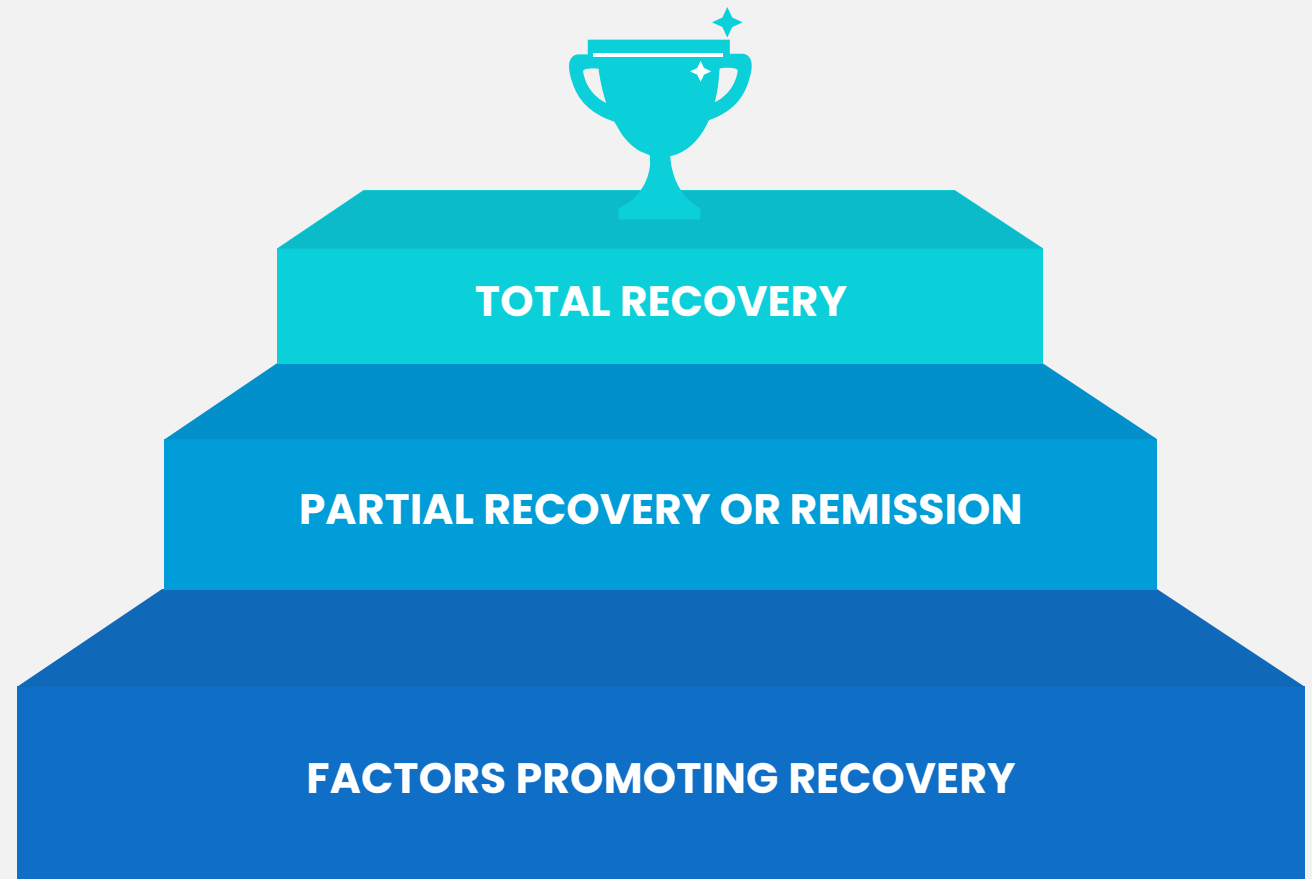 TOTAL RECOVERY
PARTIAL RECOVERY OR REMISSION
FACTORS PROMOTING RECOVERY